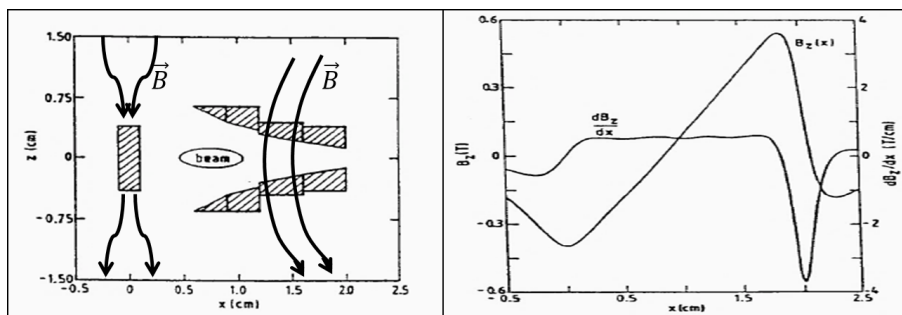 1.50
0.75
0
-0.75
-1.50
z (cm)
B
beam
B
-0.5
0
0.5
1.0
1.5
2.0
2.5
x (cm)
0.6
0.3
0
-0.3
-0.6
B_z(T)
dB_z
dx
B_z(x)
4
2
0
-2
-4
dB_z/dx (T/cm)
-0.5
0.5
1.5
2.5
x (cm)